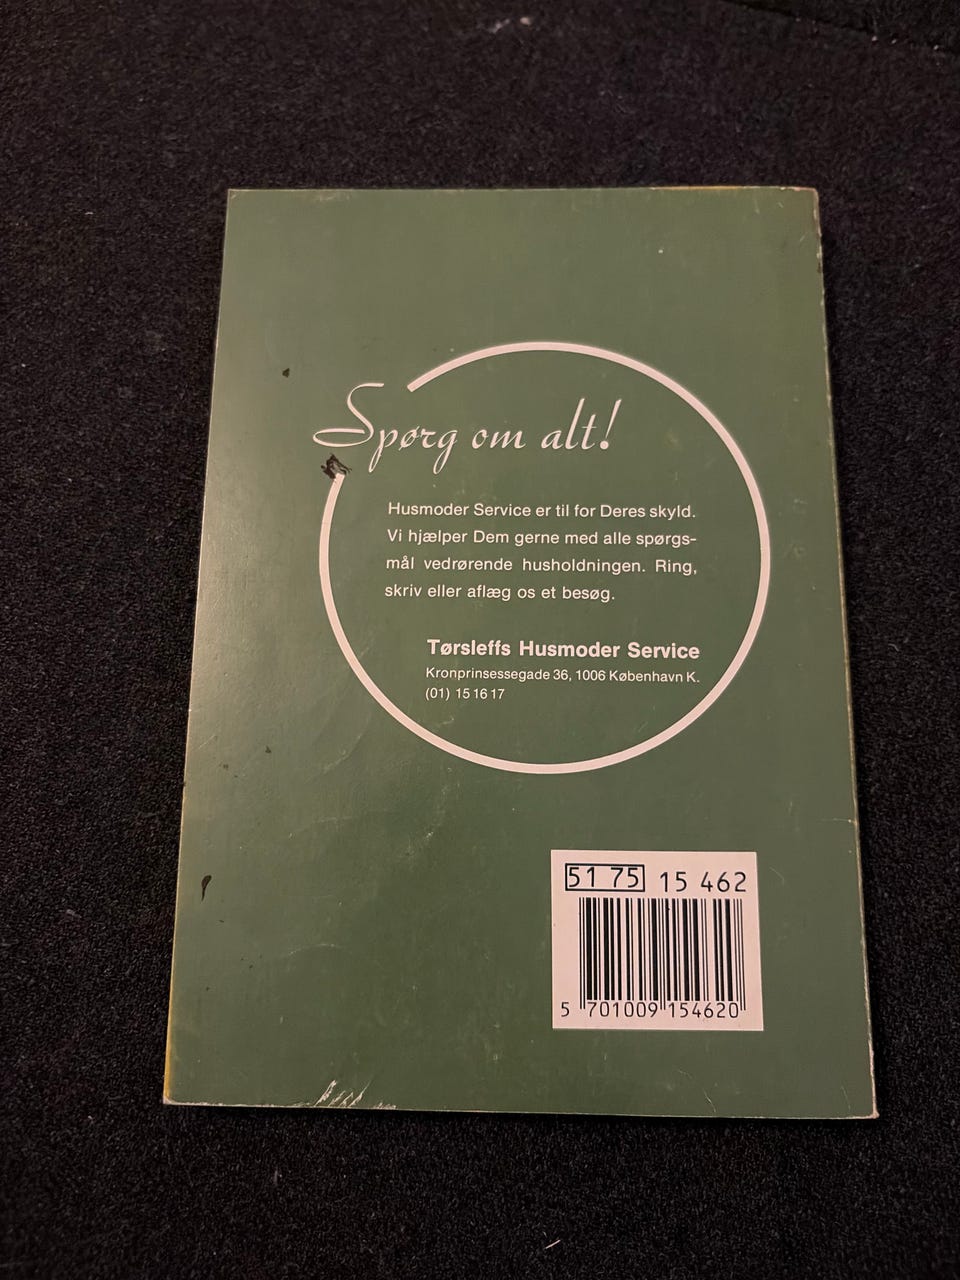 Spørg om alt!
Husmoder Service er til for Deres skyld.
Vi hjælper Dem gerne med alle spørgs-
mål vedrørende husholdningen. Ring,
skriv eller aflæg os et besøg.
Tørsleffs Husmoder Service
Kronprinsessegade 36, 1006 København K.
(01) 15 16 17
51 75 15 462
5 701009 154620